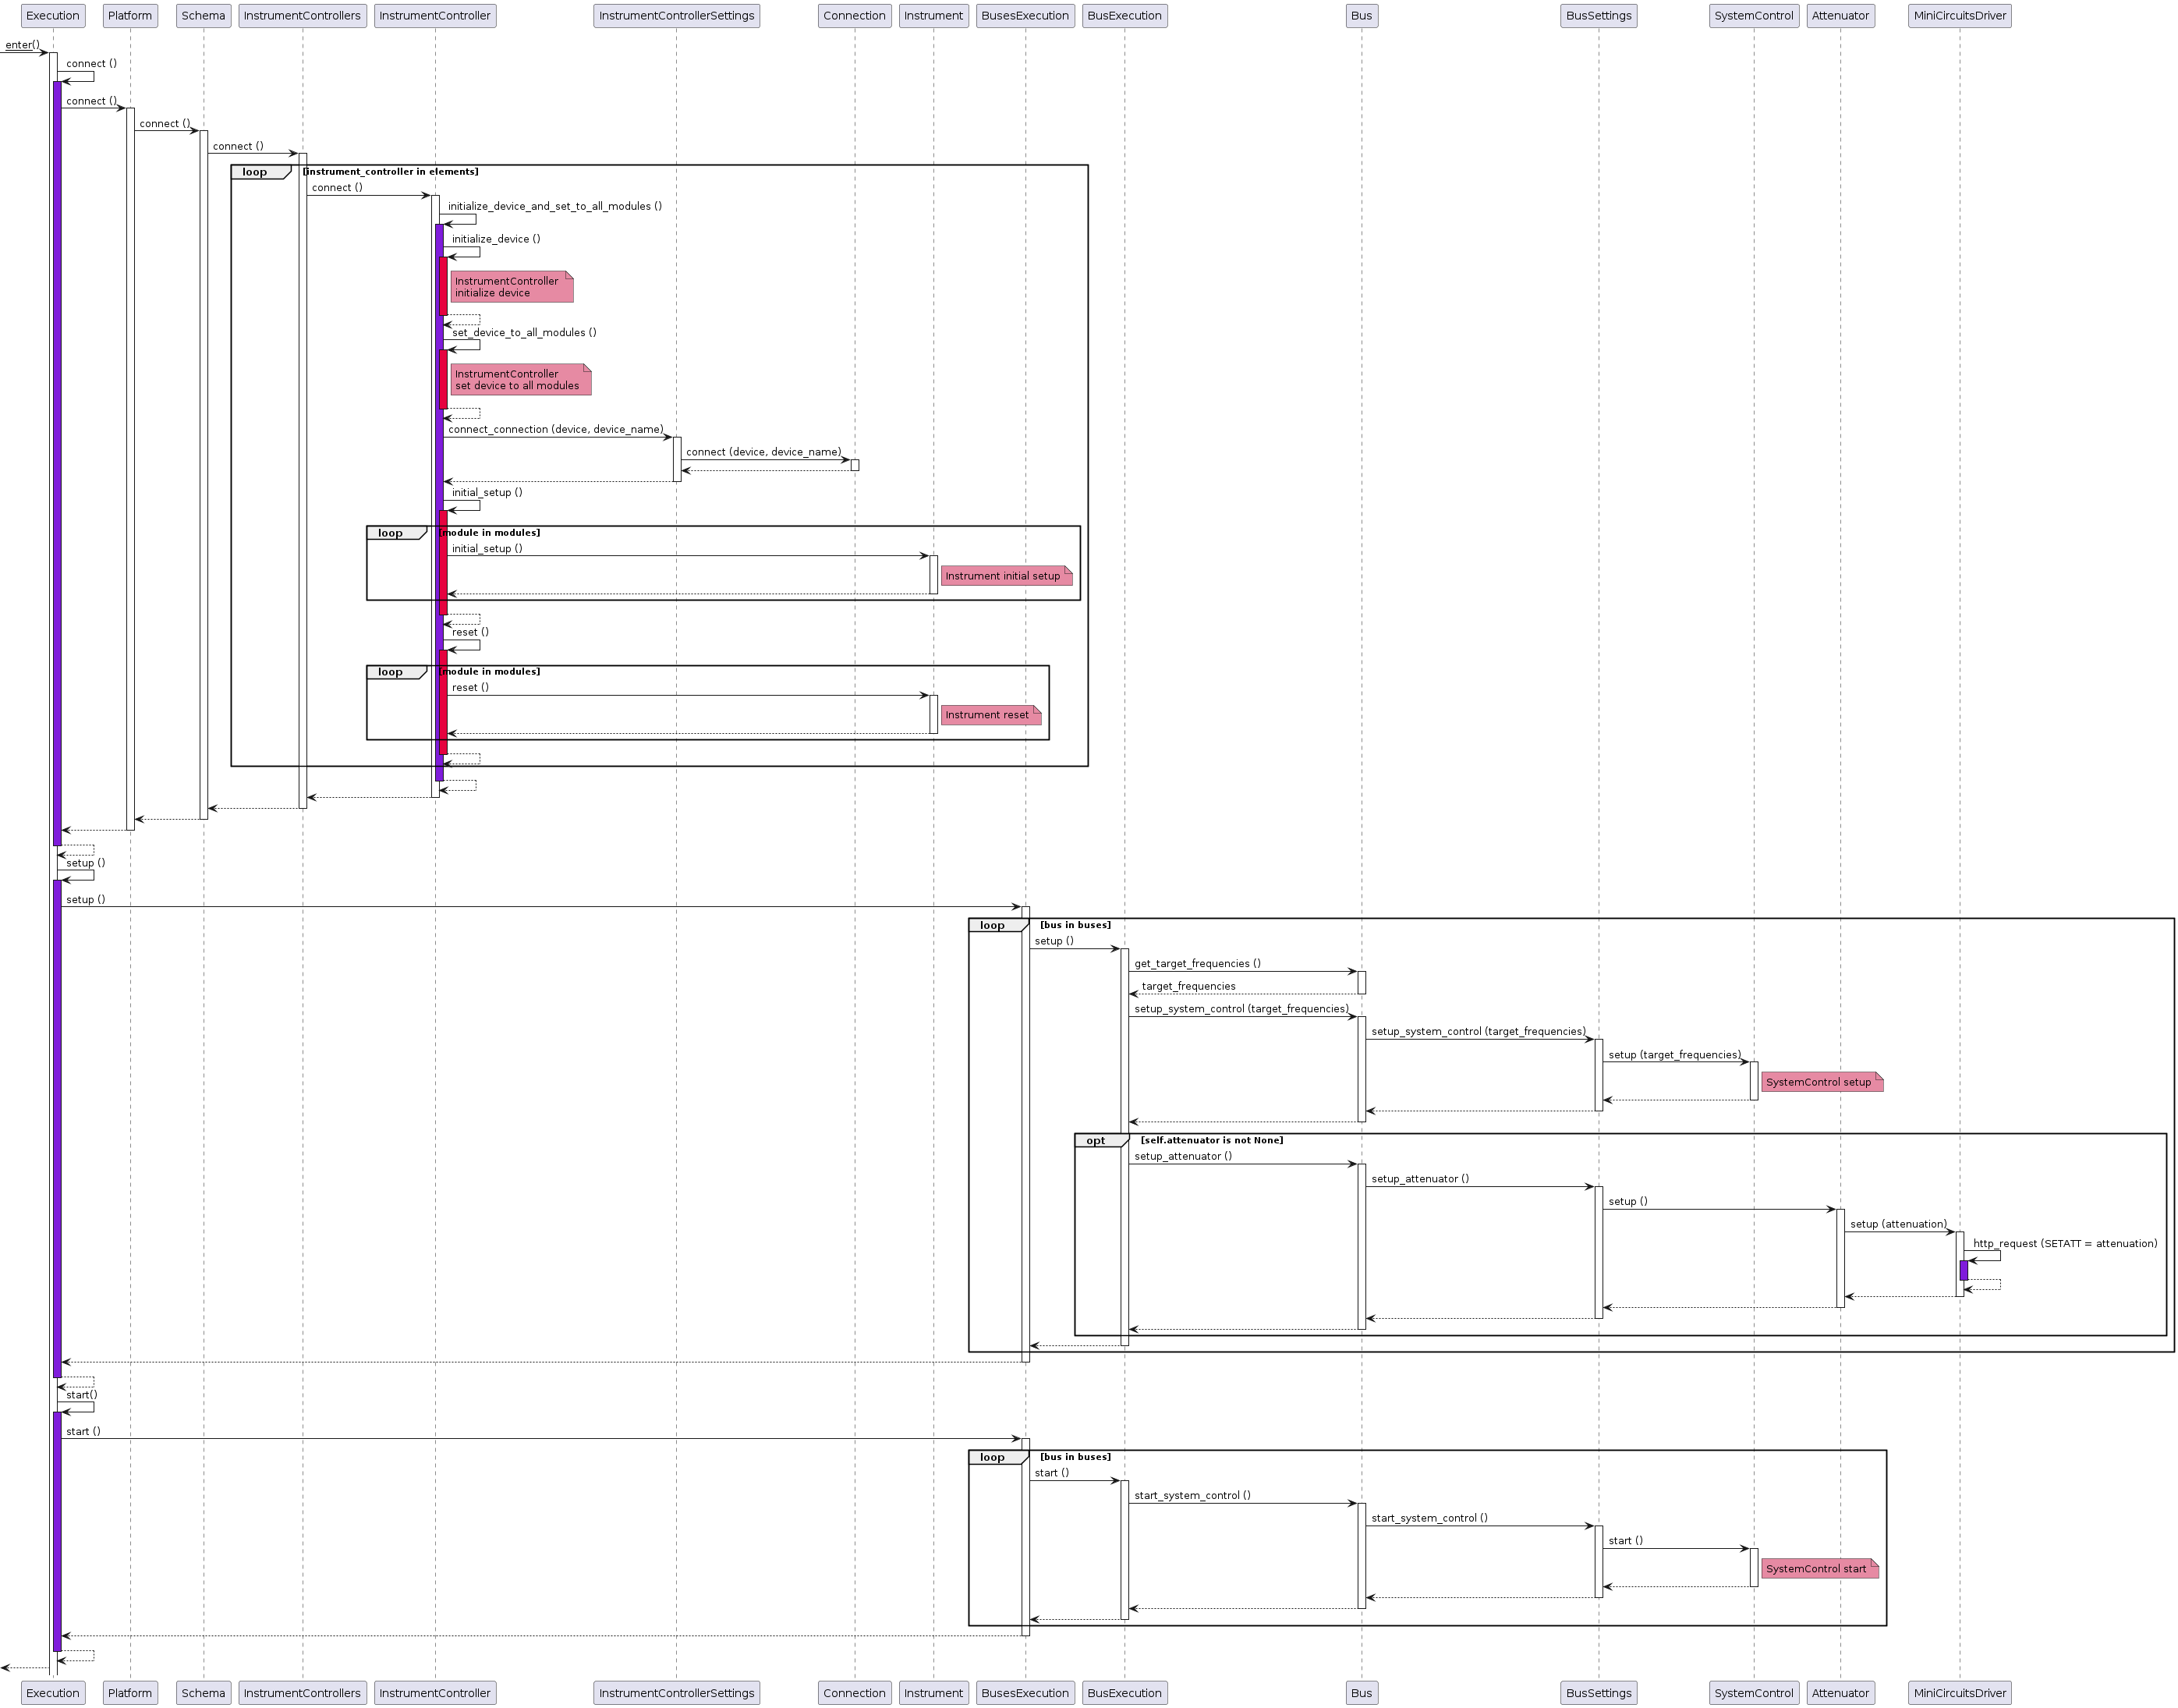 Execution Platform Schema InstrumentControllers InstrumentController InstrumentControllerSettings Connection Instrument BusesExecution BusExecution Bus BusSettings SystemControl Attenuator MiniCircuitsDriver
enter()
connect ()
connect ()
connect ()
connect ()
loop [instrument_controller in elements]
connect ()
initialize_device_and_set_to_all_modules ()
initialize_device ()
InstrumentController
initialize device
set_device_to_all_modules ()
InstrumentController
set device to all modules
connect_connection (device, device_name)
connect (device, device_name)
initial_setup ()
loop [module in modules]
initial_setup ()
Instrument initial setup
reset ()
loop [module in modules]
reset ()
Instrument reset
setup ()
setup ()
loop [bus in buses]
setup ()
get_target_frequencies ()
target_frequencies
setup_system_control (target_frequencies)
setup_system_control (target_frequencies)
setup (target_frequencies)
SystemControl setup
opt [self.attenuator is not None]
setup_attenuator ()
setup_attenuator ()
setup ()
setup (attenuation)
http_request (SETATT = attenuation)
start()
start ()
loop [bus in buses]
start ()
start_system_control ()
start_system_control ()
start ()
SystemControl start
Execution Platform Schema InstrumentControllers InstrumentController InstrumentControllerSettings Connection Instrument BusesExecution BusExecution Bus BusSettings SystemControl Attenuator MiniCircuitsDriver